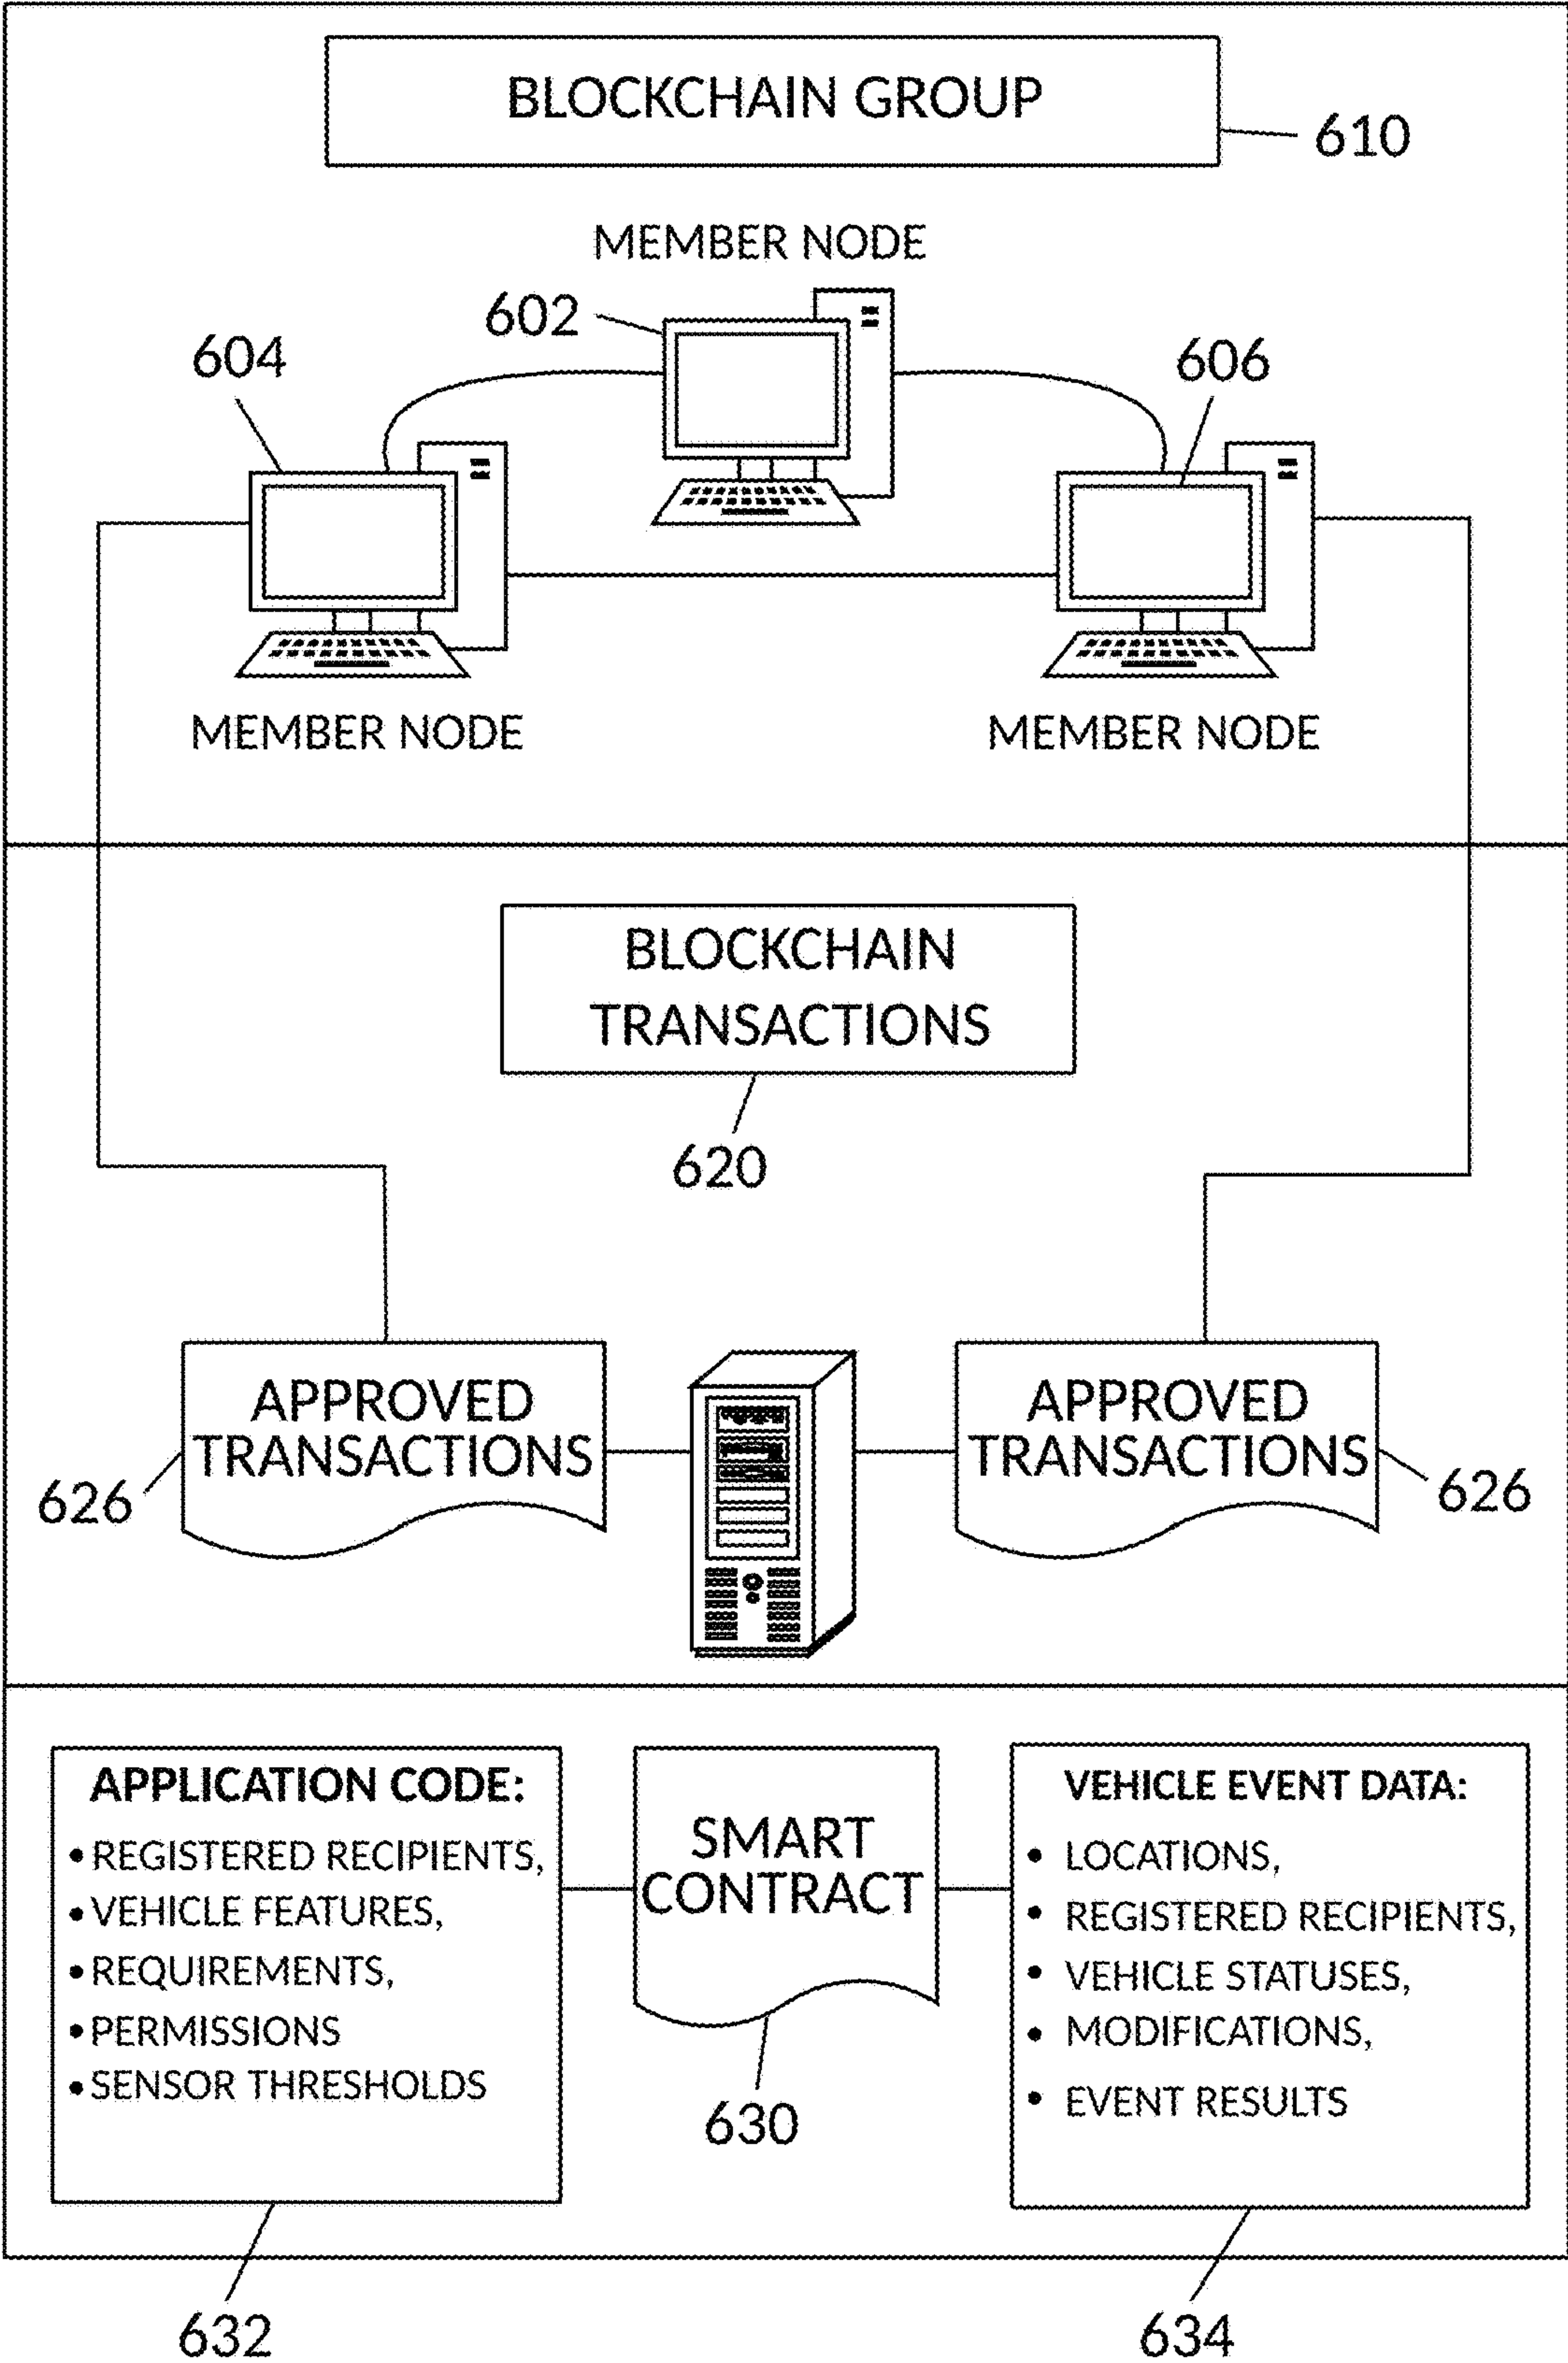 BLOCKCHAIN GROUP
610
MEMBER NODE
602
604
606
MEMBER NODE
MEMBER NODE
BLOCKCHAIN
TRANSACTIONS
620
APPROVED
TRANSACTIONS
626
APPROVED
TRANSACTIONS
626
APPLICATION CODE:
• REGISTERED RECIPIENTS,
• VEHICLE FEATURES,
• REQUIREMENTS,
• PERMISSIONS
• SENSOR THRESHOLDS
SMART
CONTRACT
630
VEHICLE EVENT DATA:
• LOCATIONS,
• REGISTERED RECIPIENTS,
• VEHICLE STATUSES,
• MODIFICATIONS,
• EVENT RESULTS
632
634